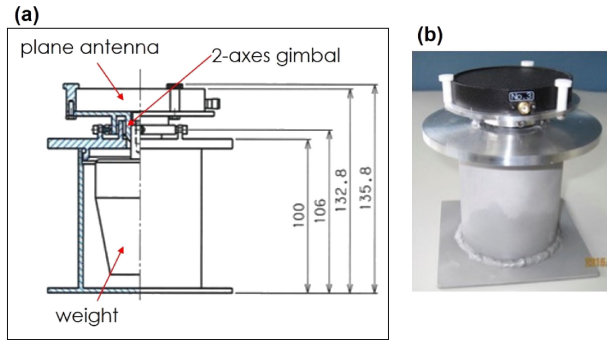 (a)
plane antenna
2-axes gimbal
100
106
132.8
135.8
weight
(b)
No.3